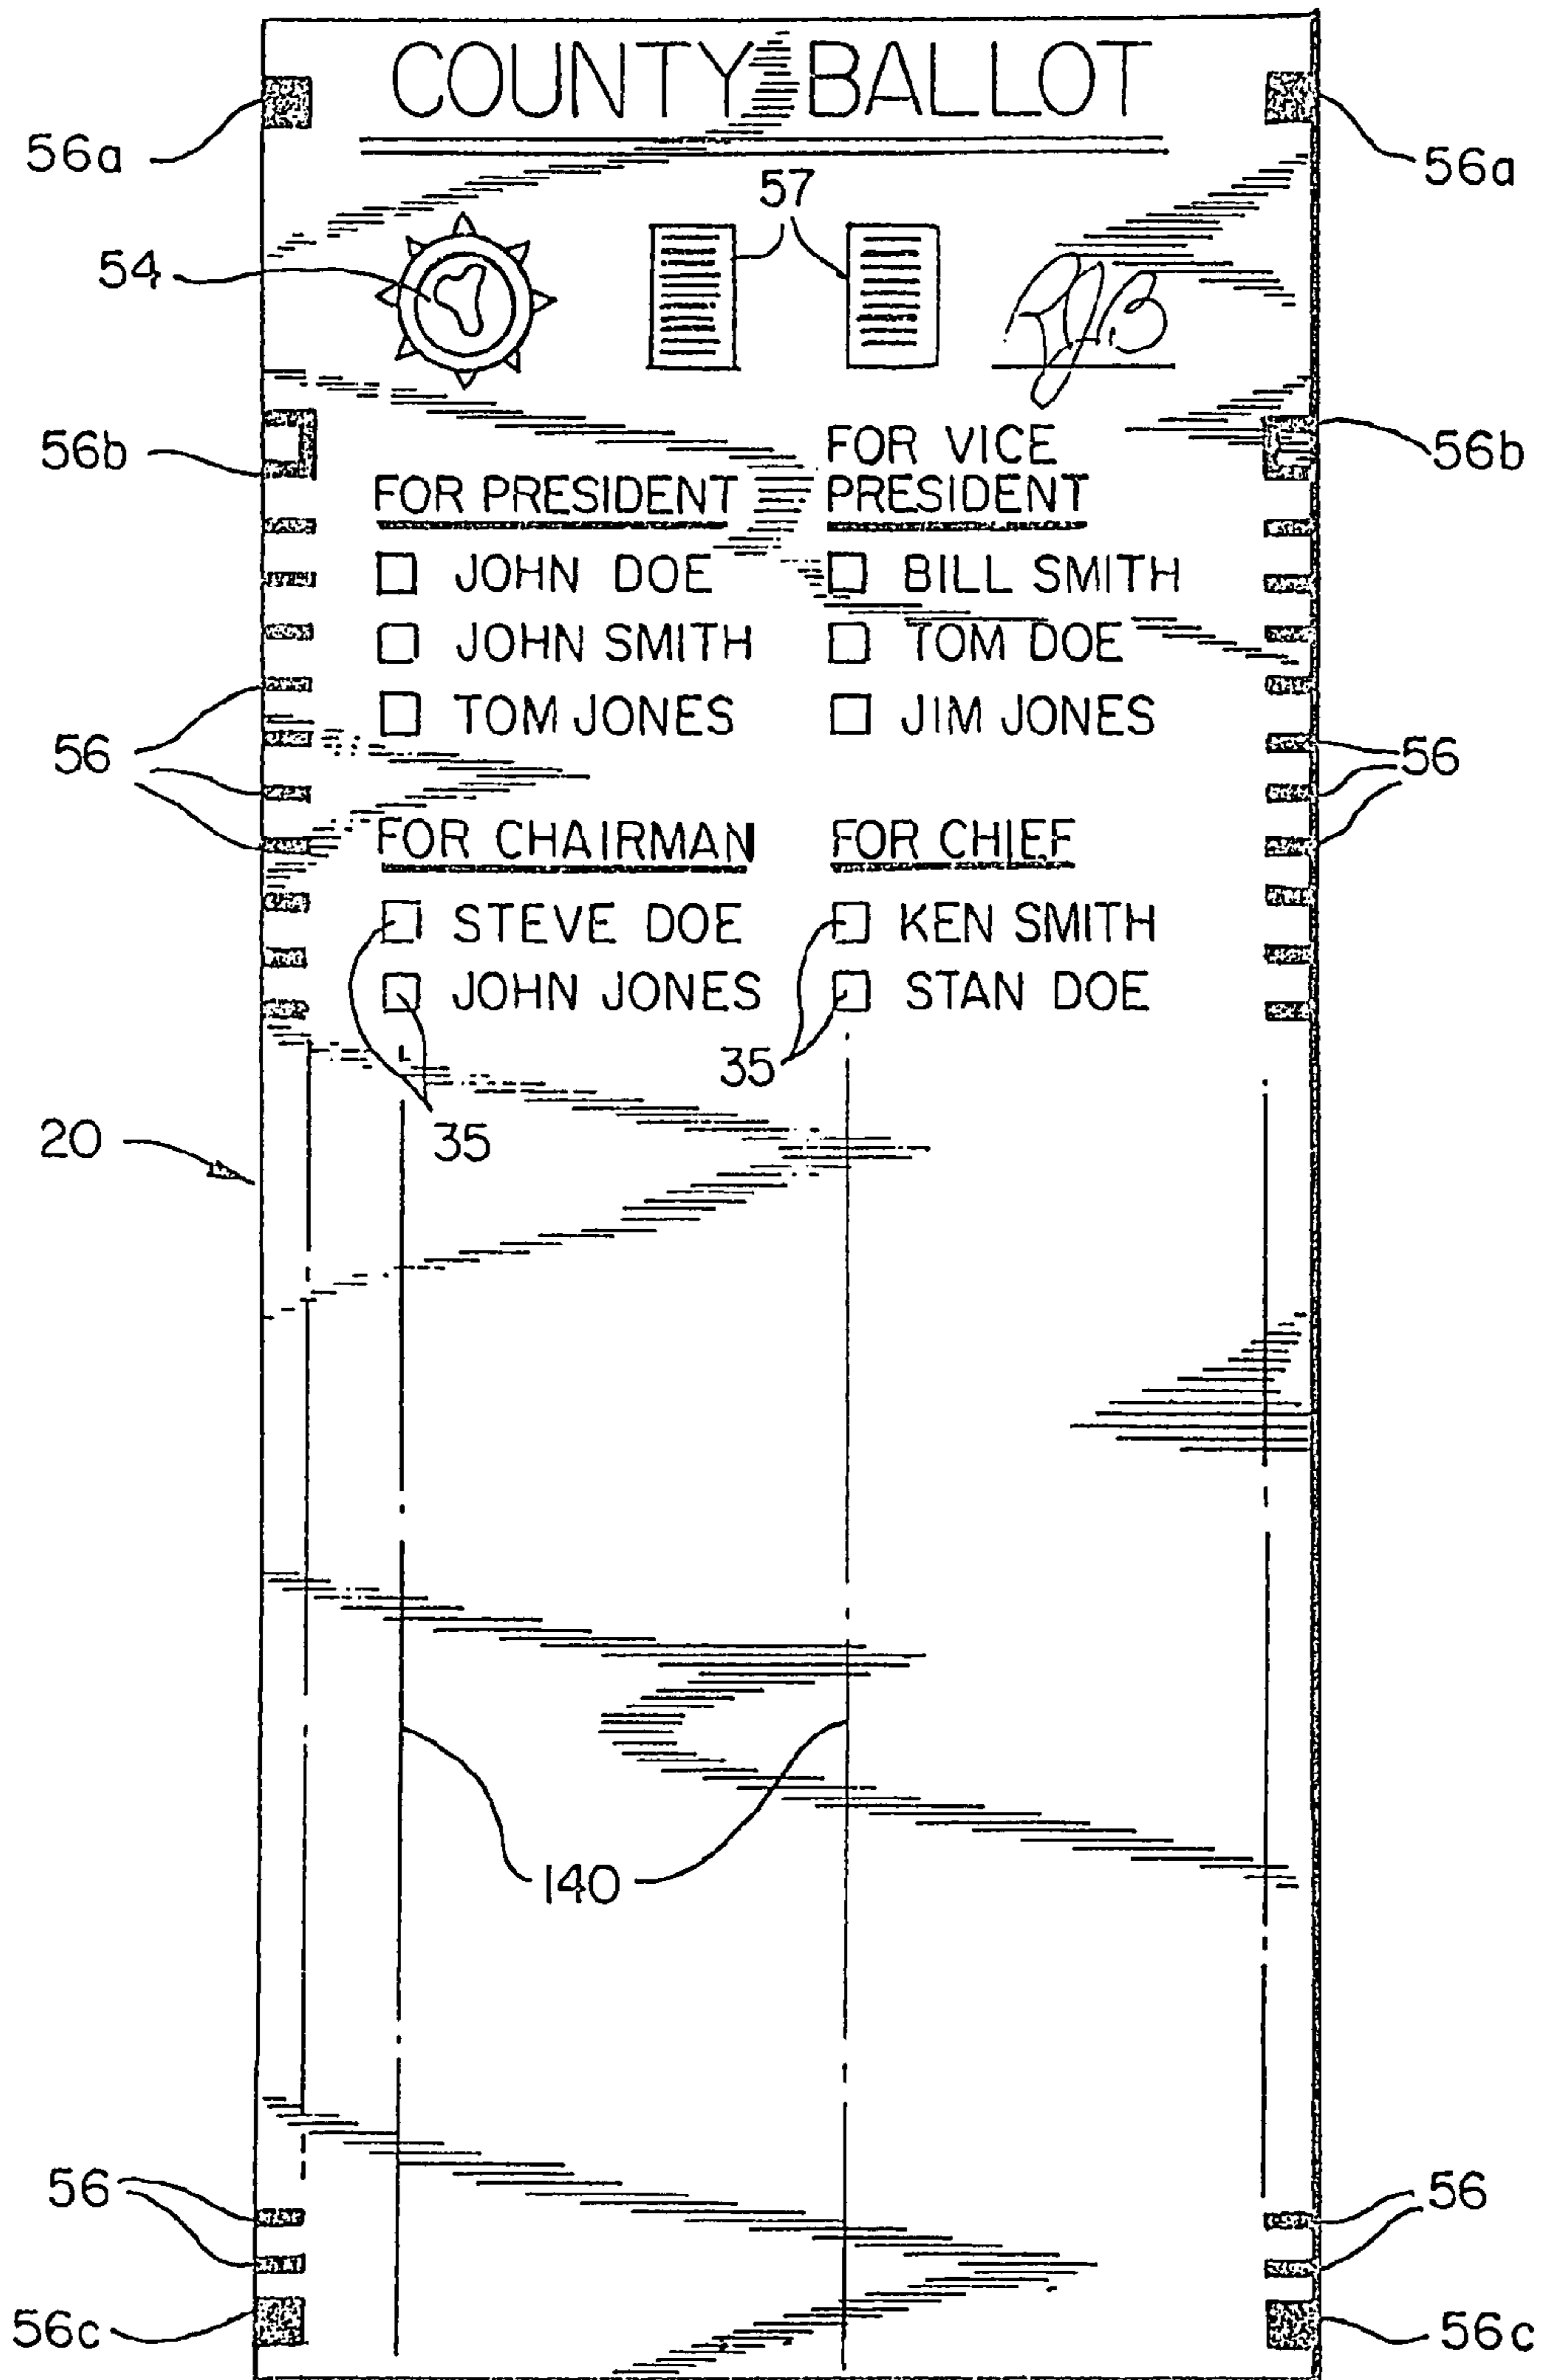 COUNTY BALLOT
56a 56a
57
54
56b 56b
FOR VICE
FOR PRESIDENT PRESIDENT
JOHN DOE BILL SMITH
JOHN SMITH TOM DOE
TOM JONES JIM JONES
56 56
FOR CHAIRMAN FOR CHIEF
STEVE DOE KEN SMITH
JOHN JONES STAN DOE
35
20 35
140
56 56
56c 56c